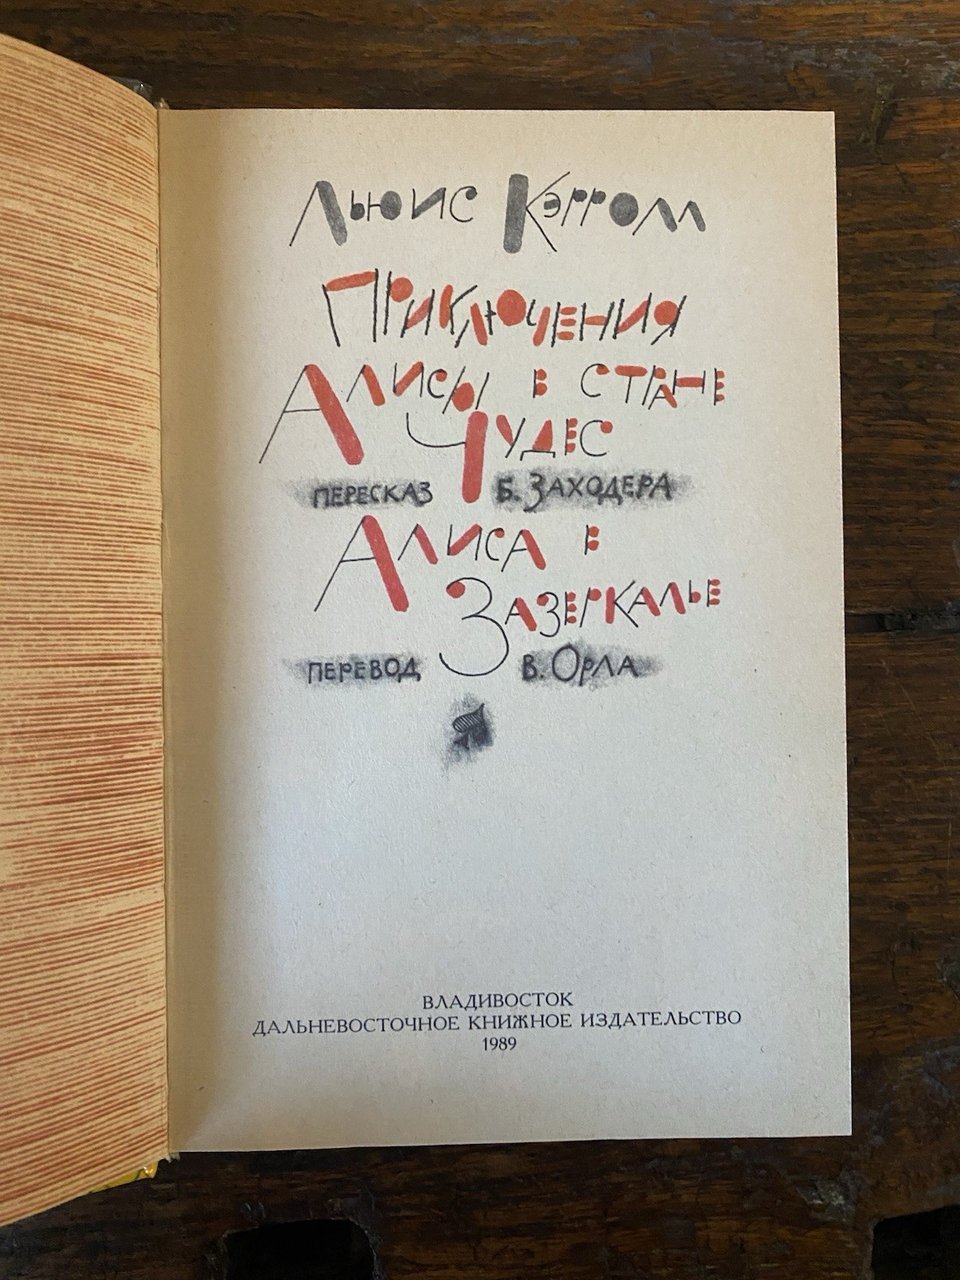 Льюис Кэрролл
Приключения
Алисы в стране
Чудес
пересказ Б. Заходера
Алиса в
Зазеркалье
перевод В. Орла
ВЛАДИВОСТОК
ДАЛЬНЕВОСТОЧНОЕ КНИЖНОЕ ИЗДАТЕЛЬСТВО
1989